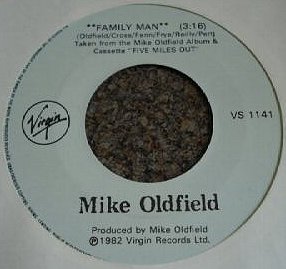 **FAMILY MAN** (3:16)
(Oldfield/Cross/Fenn/Frye/Reilly/Pert)
Taken from the Mike Oldfield Album &
Cassette "FIVE MILES OUT"
Virgin
VS 1141
Mike Oldfield
Produced by Mike Oldfield
℗1982 Virgin Records Ltd.